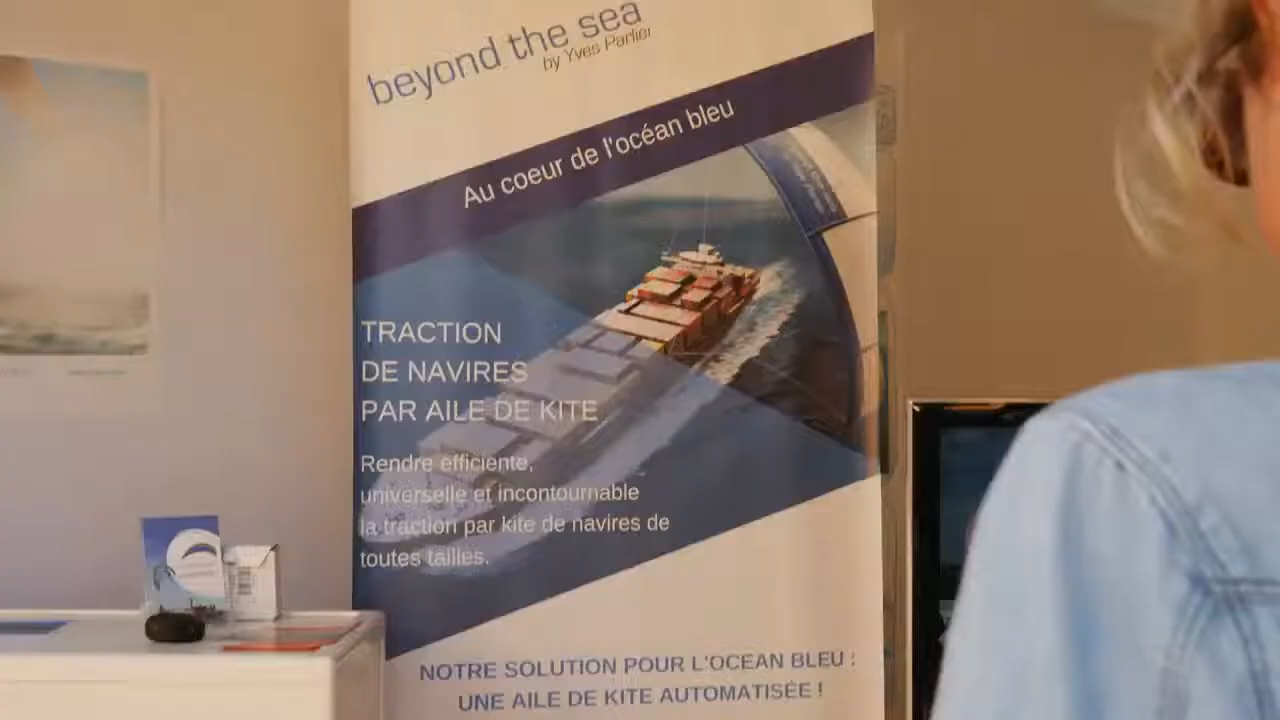 beyond the sea
by Yves Parlier
Au coeur de l'océan bleu
TRACTION
DE NAVIRES
PAR AILE DE KITE
Rendre efficiente,
universelle et incontournable
la traction par kite de navires de
toutes tailles.
NOTRE SOLUTION POUR L'OCEAN BLEU :
UNE AILE DE KITE AUTOMATISÉE !